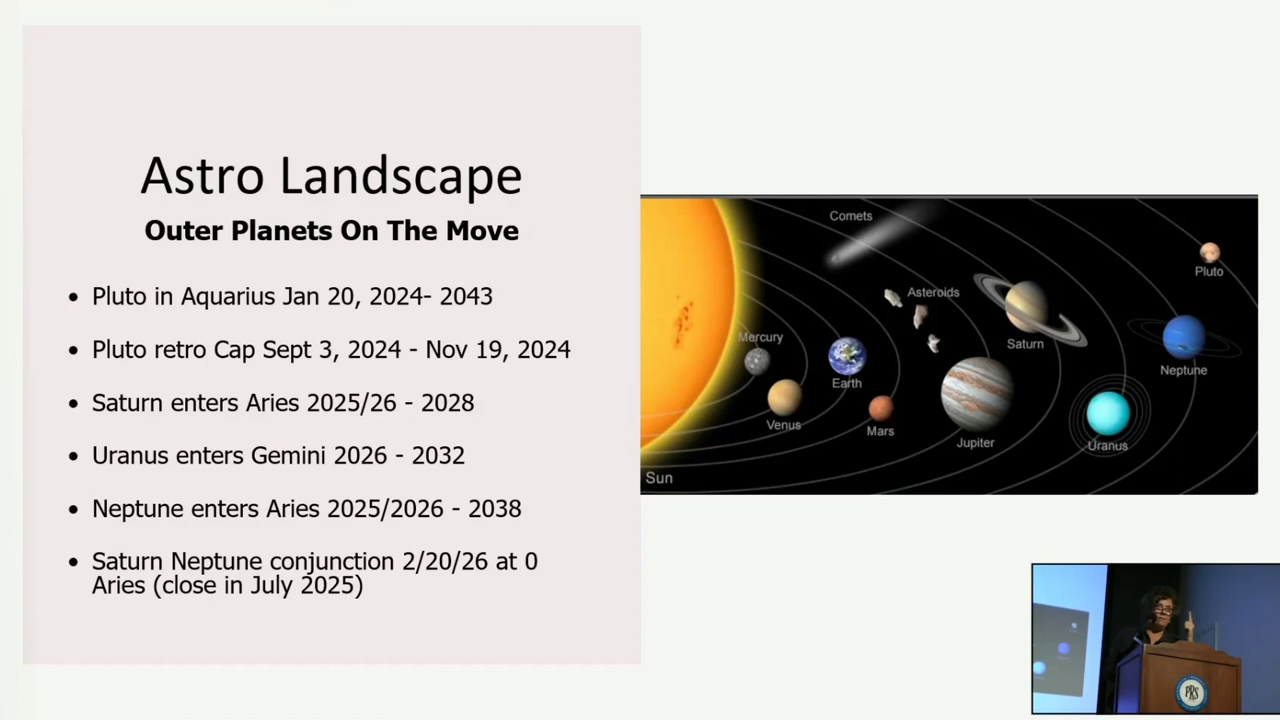 Astro Landscape
Outer Planets On The Move
• Pluto in Aquarius Jan 20, 2024- 2043
• Pluto retro Cap Sept 3, 2024 - Nov 19, 2024
• Saturn enters Aries 2025/26 - 2028
• Uranus enters Gemini 2026 - 2032
• Neptune enters Aries 2025/2026 - 2038
• Saturn Neptune conjunction 2/20/26 at 0
Aries (close in July 2025)
Comets
Pluto
Asteroids
Mercury
Saturn
Neptune
Earth
Venus
Mars
Jupiter
Uranus
Sun
PRS